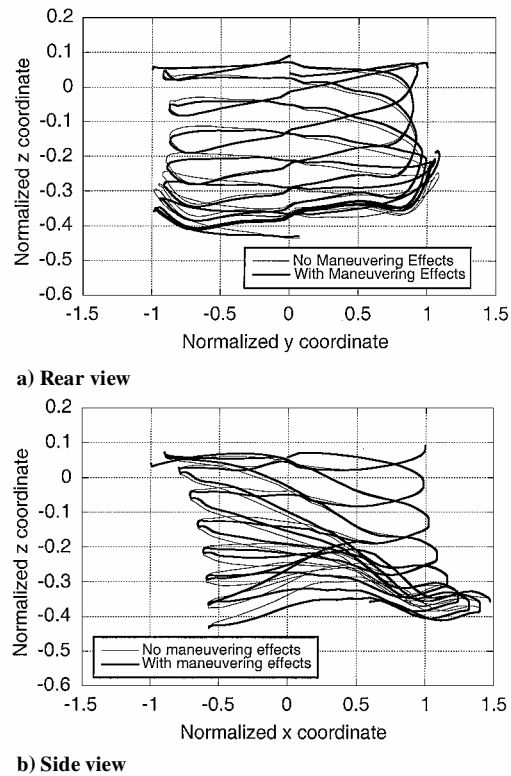 0.2
0.1
0
-0.1
-0.2
-0.3
-0.4
-0.5
-0.6
Normalized z coordinate
No Maneuvering Effects
With Maneuvering Effects
-1.5 -1 -0.5 0 0.5 1 1.5
Normalized y coordinate
a) Rear view
0.2
0.1
0
-0.1
-0.2
-0.3
-0.4
-0.5
-0.6
Normalized z coordinate
No maneuvering effects
With maneuvering effects
-1.5 -1 -0.5 0 0.5 1 1.5
Normalized x coordinate
b) Side view